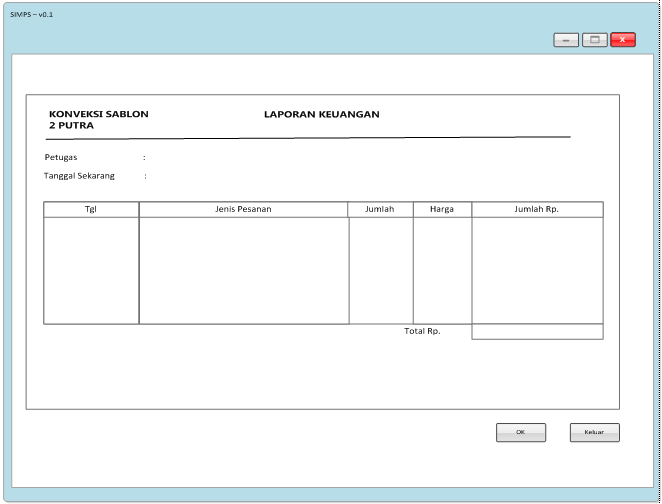 SIMPS – v0.1
KONVEKSI SABLON
2 PUTRA
LAPORAN KEUANGAN
Petugas :
Tanggal Sekarang :
Tgl Jenis Pesanan Jumlah Harga Jumlah Rp.
Total Rp.
OK Keluar